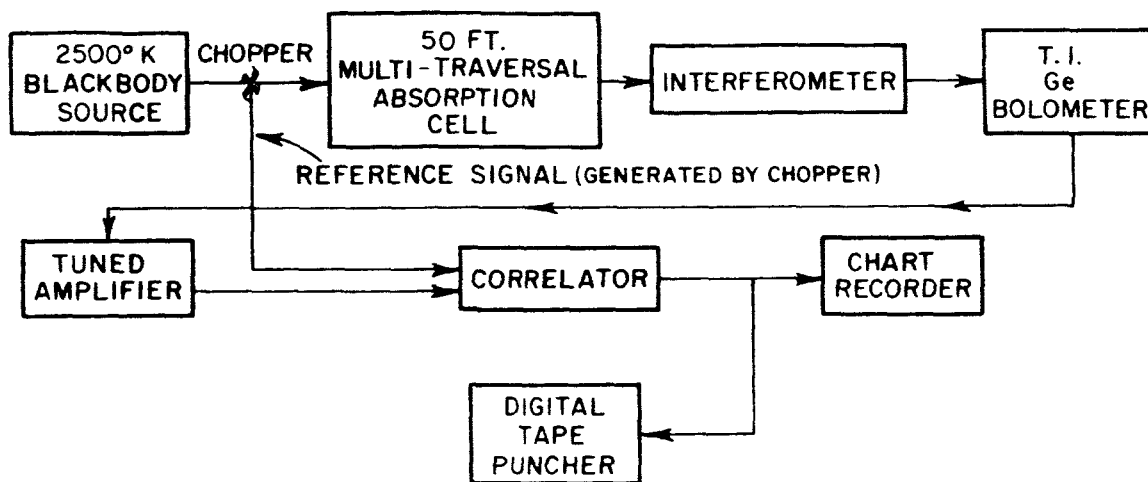 2500° K
BLACKBODY
SOURCE
CHOPPER
50 FT.
MULTI-TRAVERSAL
ABSORPTION
CELL
INTERFEROMETER
T. I.
Ge
BOLOMETER
REFERENCE SIGNAL (GENERATED BY CHOPPER)
TUNED
AMPLIFIER
CORRELATOR
CHART
RECORDER
DIGITAL
TAPE
PUNCHER